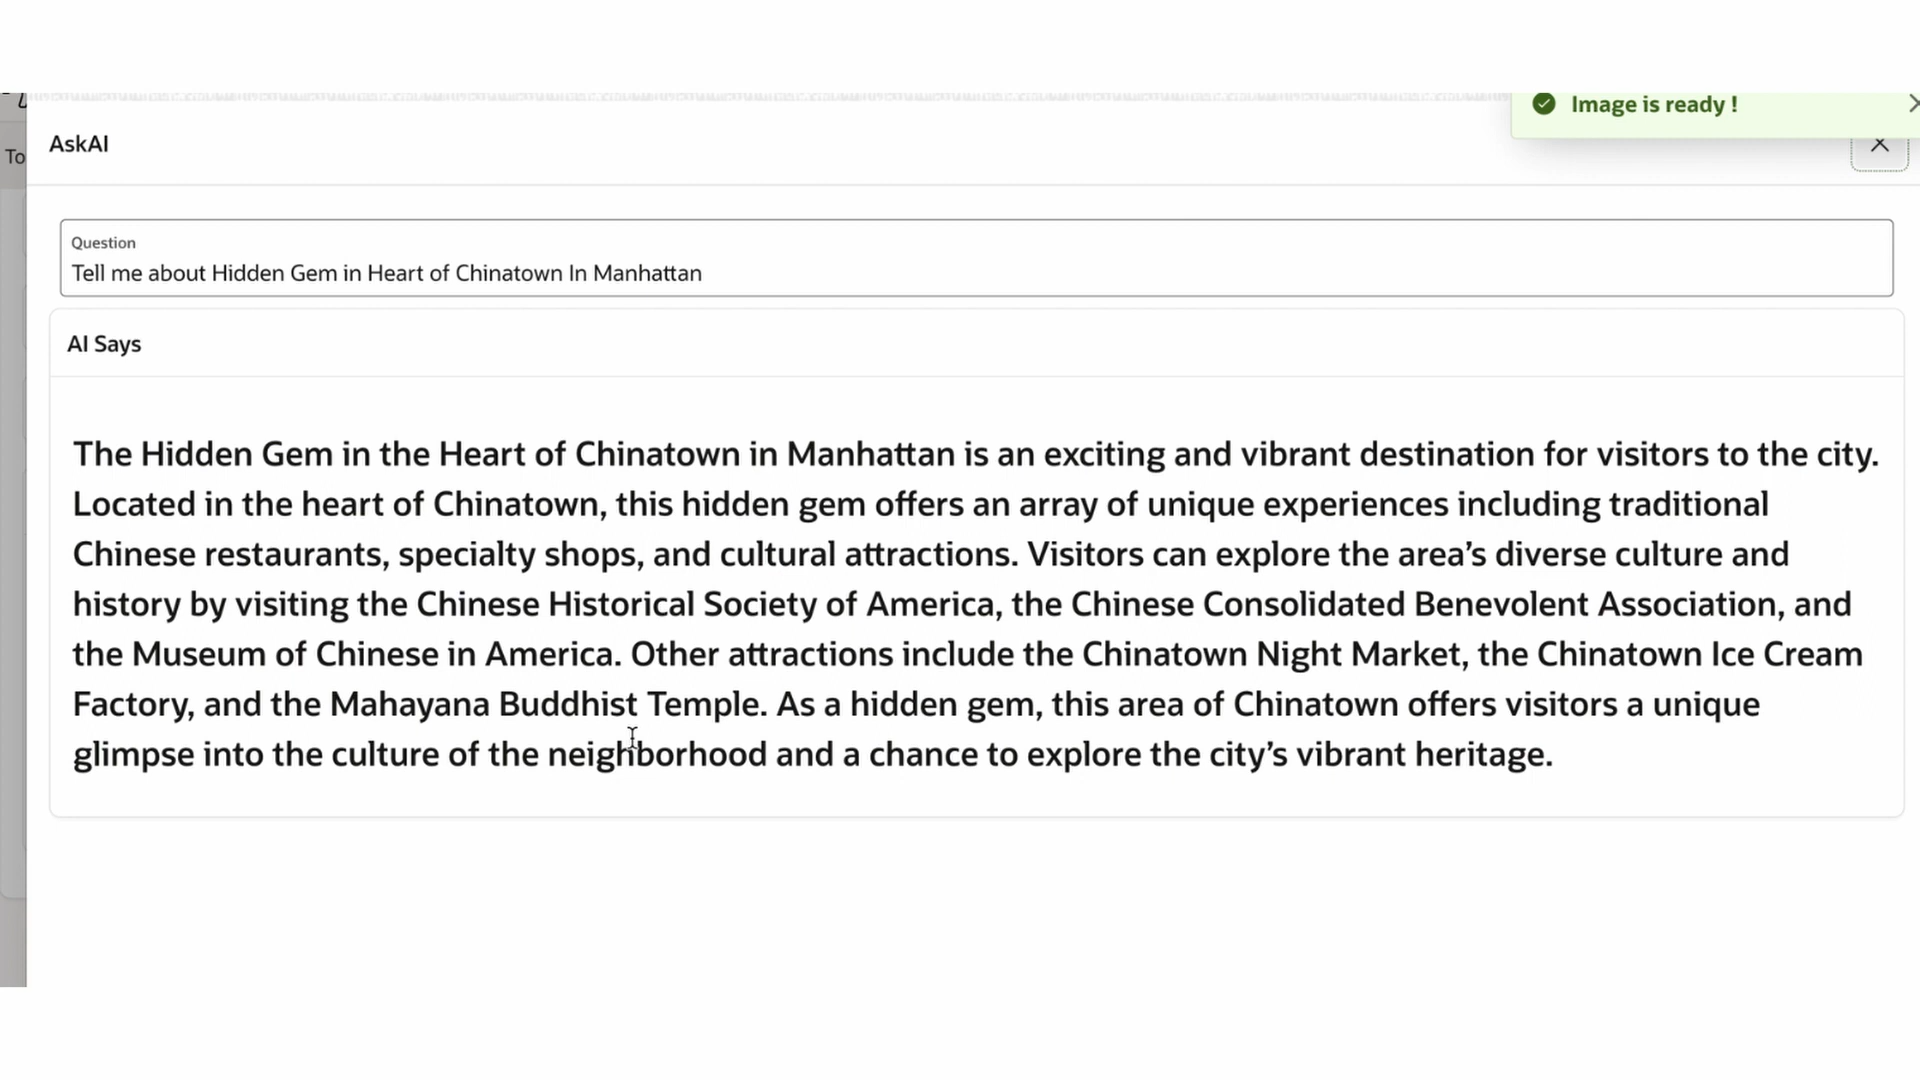 Image is ready !
AskAI
To
Question
Tell me about Hidden Gem in Heart of Chinatown In Manhattan
AI Says
The Hidden Gem in the Heart of Chinatown in Manhattan is an exciting and vibrant destination for visitors to the city.
Located in the heart of Chinatown, this hidden gem offers an array of unique experiences including traditional
Chinese restaurants, specialty shops, and cultural attractions. Visitors can explore the area’s diverse culture and
history by visiting the Chinese Historical Society of America, the Chinese Consolidated Benevolent Association, and
the Museum of Chinese in America. Other attractions include the Chinatown Night Market, the Chinatown Ice Cream
Factory, and the Mahayana Buddhist Temple. As a hidden gem, this area of Chinatown offers visitors a unique
glimpse into the culture of the neighborhood and a chance to explore the city’s vibrant heritage.